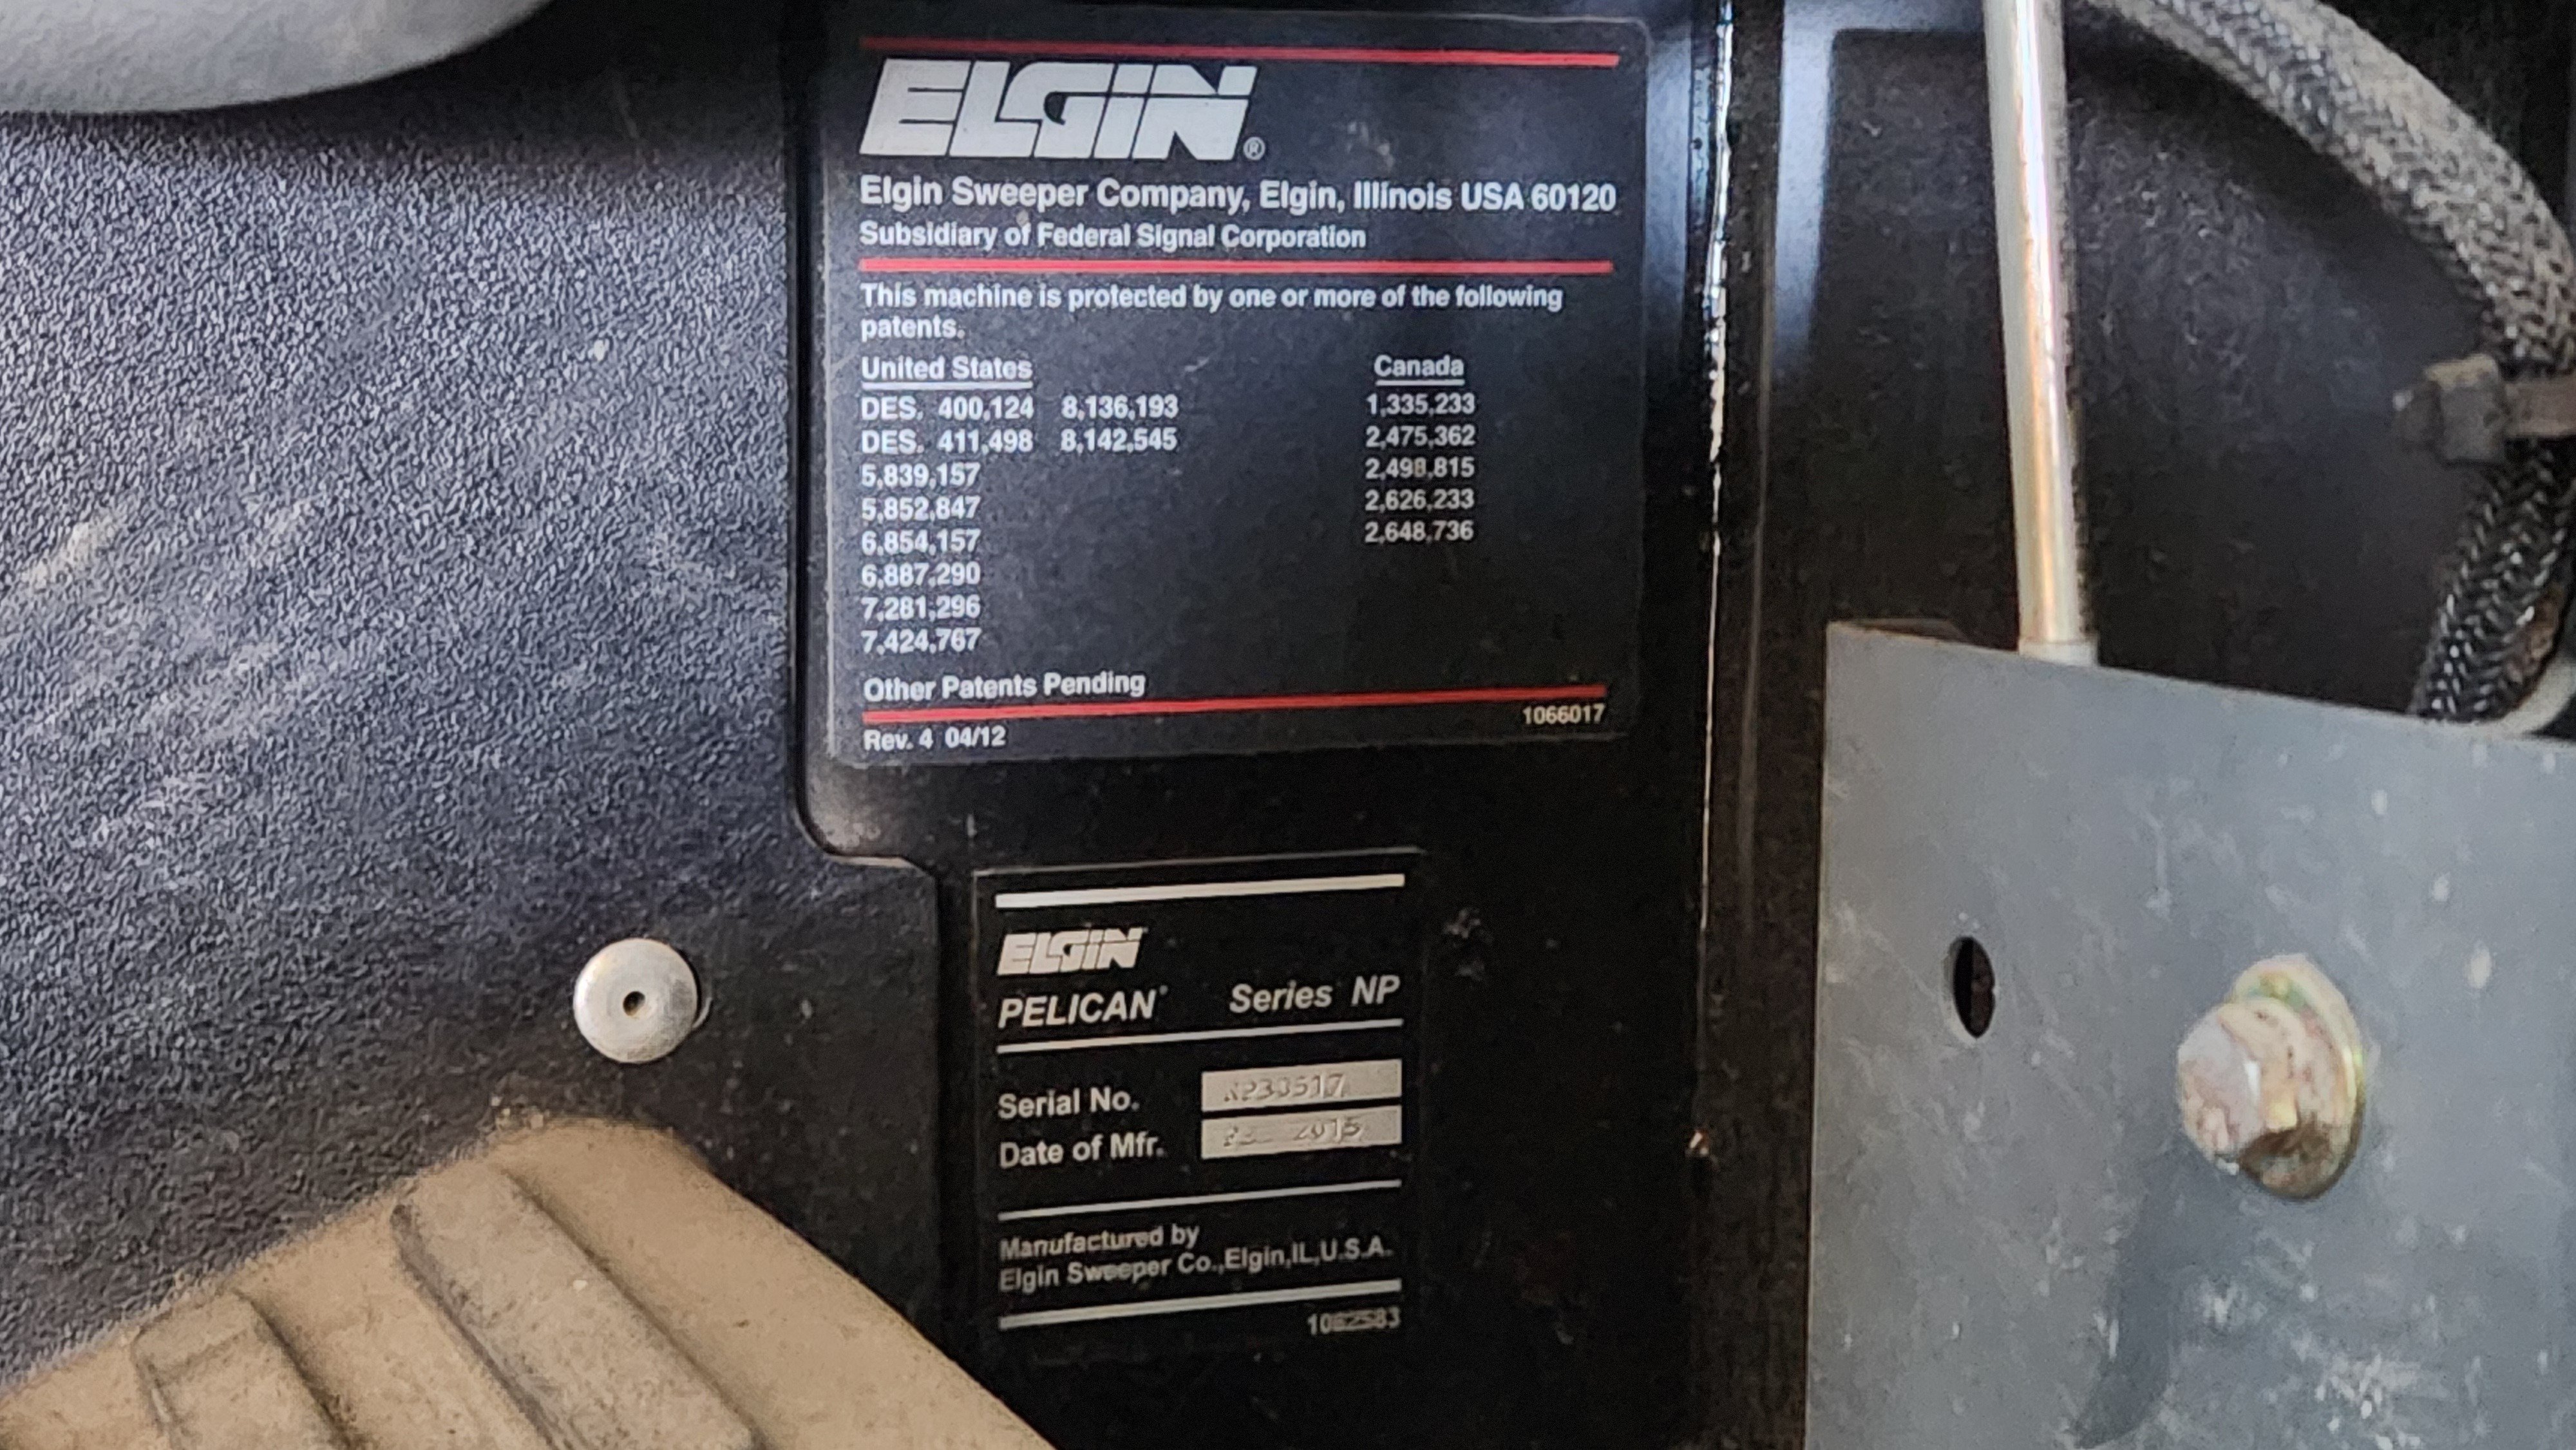 ELGIN®
Elgin Sweeper Company, Elgin, Illinois USA 60120
Subsidiary of Federal Signal Corporation
This machine is protected by one or more of the following
patents.
United States Canada
DES. 400,124 8,136,193 1,335,233
DES. 411,498 8,142,545 2,475,362
5,839,157 2,498,815
5,852,847 2,626,233
6,854,157 2,648,736
6,887,290
7,281,296
7,424,767
Other Patents Pending
1066017
Rev. 4 04/12
ELGIN
PELICAN Series NP
Serial No.
Date of Mfr. 2015
Manufactured by
Elgin Sweeper Co.,Elgin,IL,U.S.A.